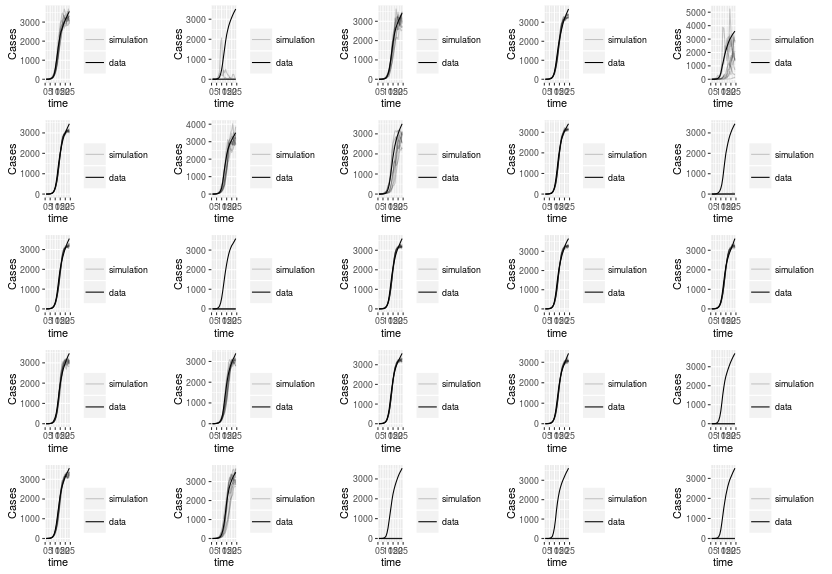 Cases
3000
2000
1000
0
time
simulation
data
Cases
3000
2000
1000
0
time
simulation
data
Cases
3000
2000
1000
0
time
simulation
data
Cases
3000
2000
1000
0
time
simulation
data
Cases
5000
4000
3000
2000
1000
0
time
simulation
data
Cases
3000
2000
1000
0
time
simulation
data
Cases
4000
3000
2000
1000
0
time
simulation
data
Cases
3000
2000
1000
0
time
simulation
data
Cases
3000
2000
1000
0
time
simulation
data
Cases
3000
2000
1000
0
time
simulation
data
Cases
3000
2000
1000
0
time
simulation
data
Cases
3000
2000
1000
0
time
simulation
data
Cases
3000
2000
1000
0
time
simulation
data
Cases
3000
2000
1000
0
time
simulation
data
Cases
3000
2000
1000
0
time
simulation
data
Cases
3000
2000
1000
0
time
simulation
data
Cases
3000
2000
1000
0
time
simulation
data
Cases
3000
2000
1000
0
time
simulation
data
Cases
3000
2000
1000
0
time
simulation
data
Cases
3000
2000
1000
0
time
simulation
data
Cases
3000
2000
1000
0
time
simulation
data
Cases
3000
2000
1000
0
time
simulation
data
Cases
3000
2000
1000
0
time
simulation
data
Cases
3000
2000
1000
0
time
simulation
data
Cases
3000
2000
1000
0
time
simulation
data